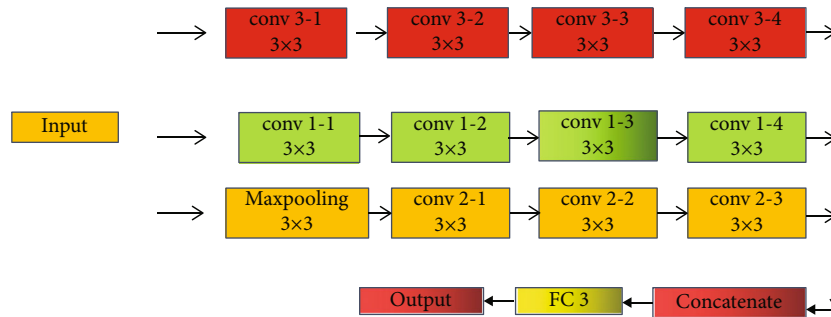 conv 3-1
3×3
conv 3-2
3×3
conv 3-3
3×3
conv 3-4
3×3
Input
conv 1-1
3×3
conv 1-2
3×3
conv 1-3
3×3
conv 1-4
3×3
Maxpooling
3×3
conv 2-1
3×3
conv 2-2
3×3
conv 2-3
3×3
Output
FC 3
Concatenate